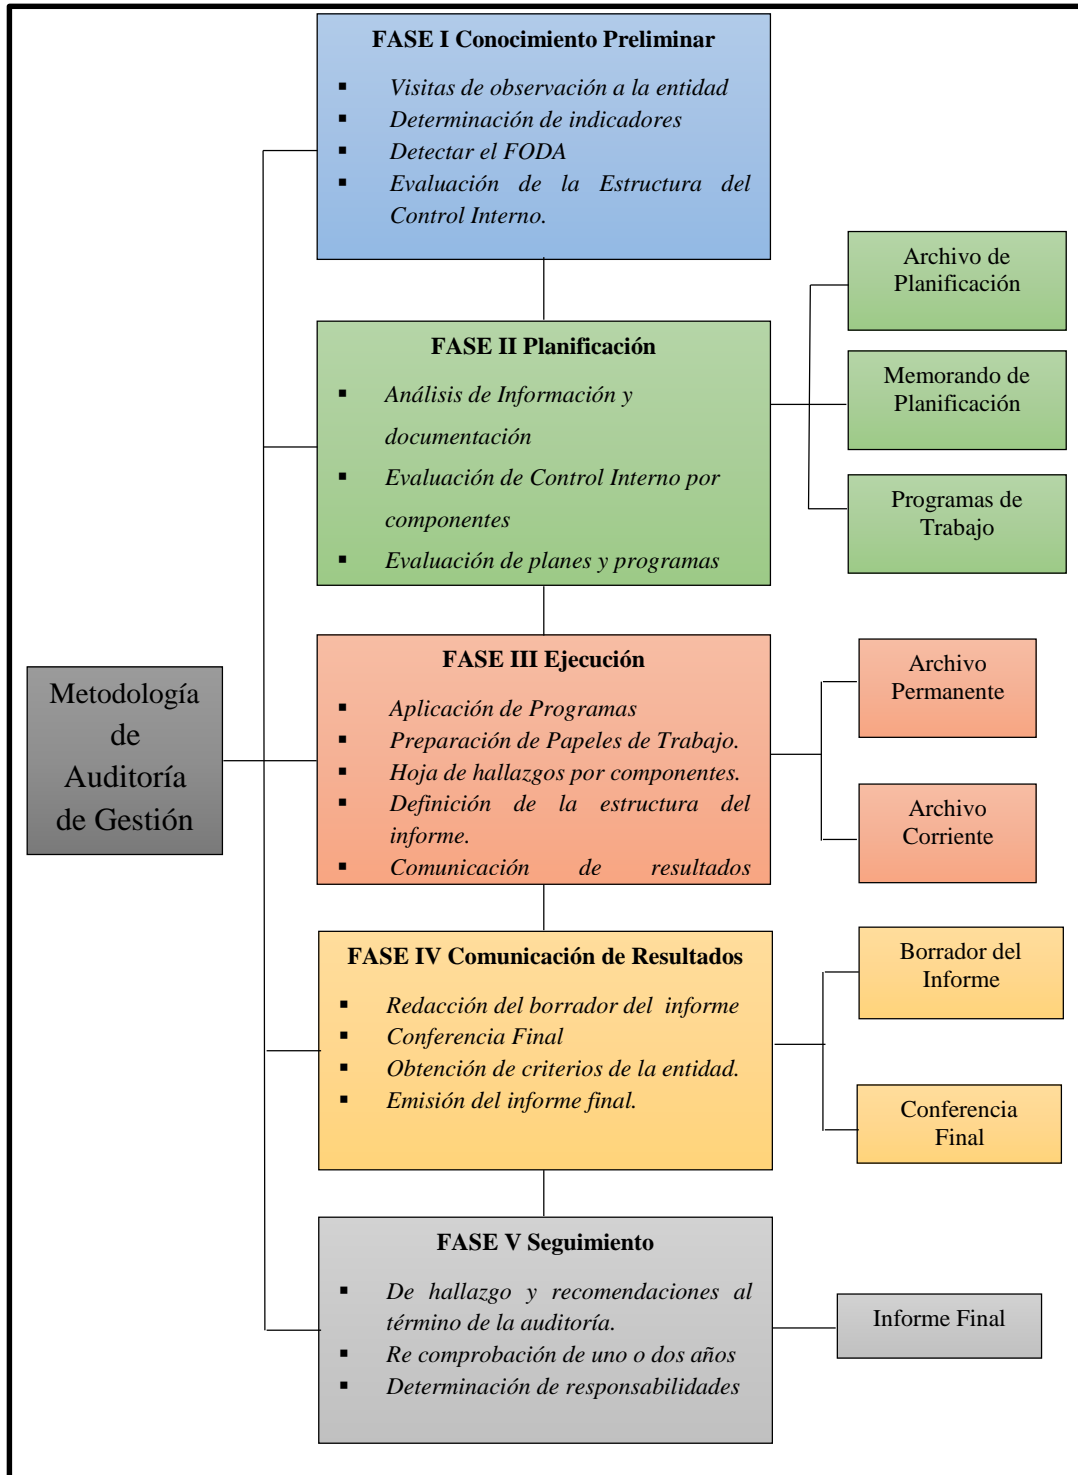 FASE I Conocimiento Preliminar
▪ Visitas de observación a la entidad
▪ Determinación de indicadores
▪ Detectar el FODA
▪ Evaluación de la Estructura del
Control Interno.
FASE II Planificación
▪ Análisis de Información y
documentación
▪ Evaluación de Control Interno por
componentes
▪ Evaluación de planes y programas
Archivo de
Planificación
Memorando de
Planificación
Programas de
Trabajo
Metodología
de
Auditoría
de Gestión
FASE III Ejecución
▪ Aplicación de Programas
▪ Preparación de Papeles de Trabajo.
▪ Hoja de hallazgos por componentes.
▪ Definición de la estructura del
informe.
▪ Comunicación de resultados
Archivo
Permanente
Archivo
Corriente
FASE IV Comunicación de Resultados
▪ Redacción del borrador del informe
▪ Conferencia Final
▪ Obtención de criterios de la entidad.
▪ Emisión del informe final.
Borrador del
Informe
Conferencia
Final
FASE V Seguimiento
▪ De hallazgo y recomendaciones al
término de la auditoría.
▪ Re comprobación de uno o dos años
▪ Determinación de responsabilidades
Informe Final